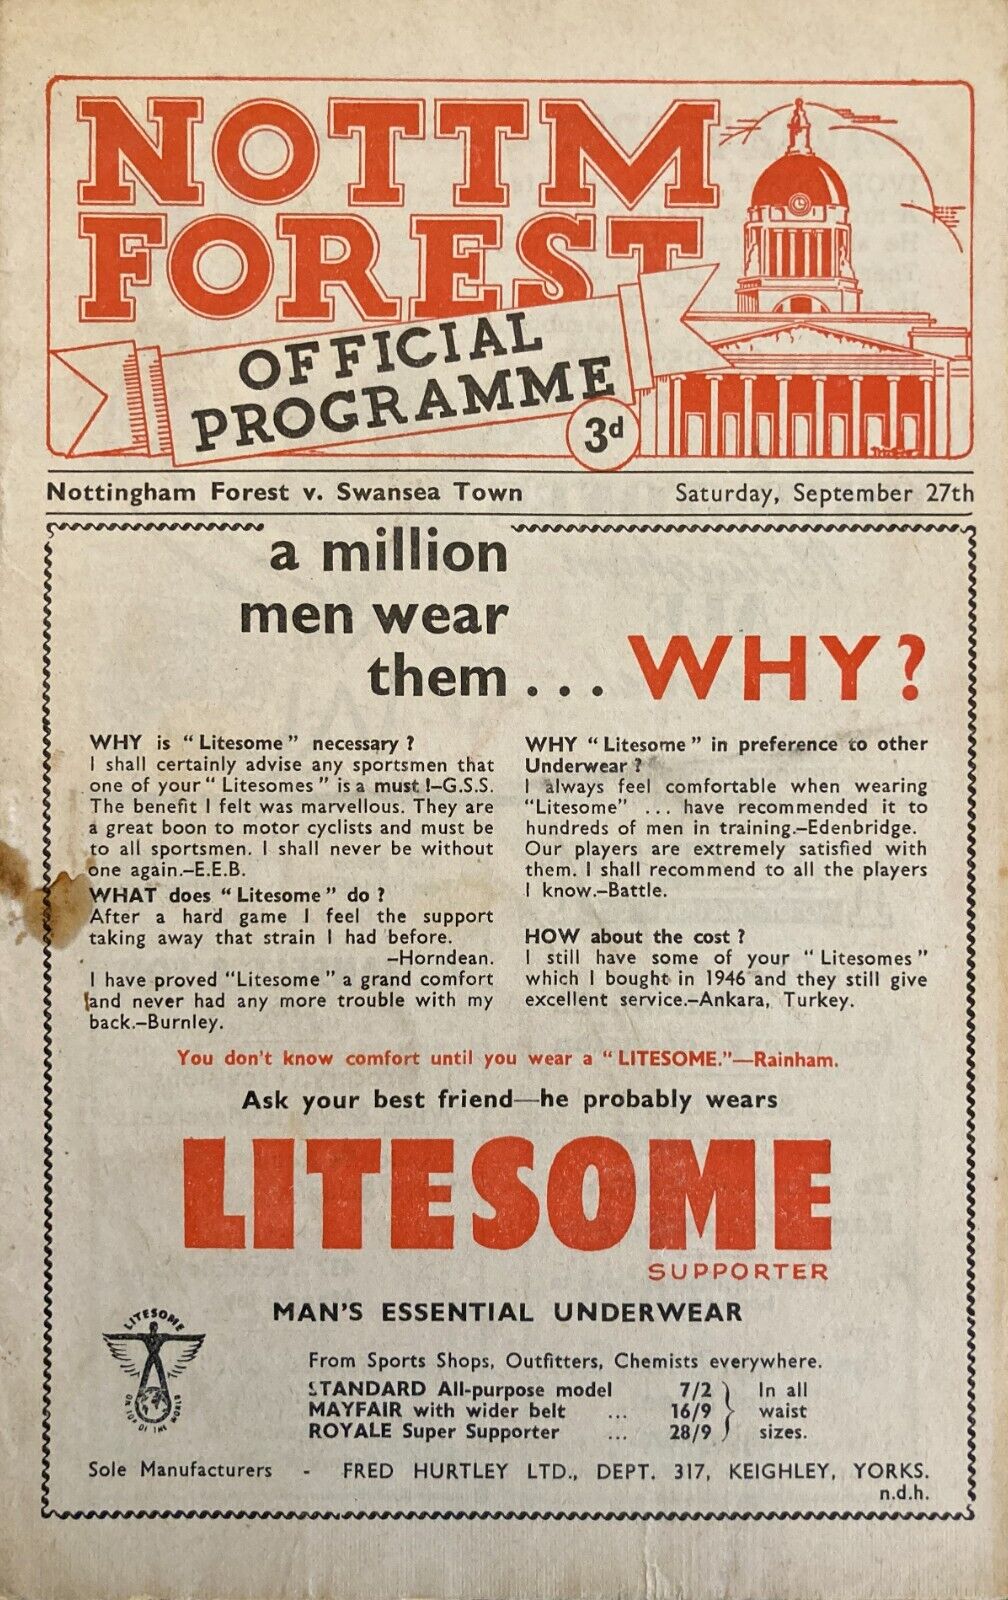 NOTTM
FOREST
OFFICIAL
PROGRAMME
3d
Nottingham Forest v. Swansea Town Saturday, September 27th
a million
men wear
them . . . WHY?
WHY is "Litesome" necessary ?
I shall certainly advise any sportsmen that
one of your "Litesomes" is a must !—G.S.S.
The benefit I felt was marvellous. They are
a great boon to motor cyclists and must be
to all sportsmen. I shall never be without
one again.—E.E.B.
WHAT does "Litesome" do ?
After a hard game I feel the support
taking away that strain I had before.
—Horndean.
I have proved "Litesome" a grand comfort
and never had any more trouble with my
back.—Burnley.
WHY "Litesome" in preference to other
Underwear ?
I always feel comfortable when wearing
"Litesome" ... have recommended it to
hundreds of men in training.—Edenbridge.
Our players are extremely satisfied with
them. I shall recommend to all the players
I know.—Battle.
HOW about the cost ?
I still have some of your "Litesomes"
which I bought in 1946 and they still give
excellent service.—Ankara, Turkey.
You don't know comfort until you wear a "LITESOME."—Rainham.
Ask your best friend—he probably wears
LITESOME
SUPPORTER
MAN'S ESSENTIAL UNDERWEAR
LITESOME
ON TOP OF THE WORLD
From Sports Shops, Outfitters, Chemists everywhere.
STANDARD All-purpose model 7/2 } In all
MAYFAIR with wider belt ... 16/9 } waist
ROYALE Super Supporter ... 28/9 } sizes.
Sole Manufacturers - FRED HURTLEY LTD., DEPT. 317, KEIGHLEY, YORKS.
n.d.h.